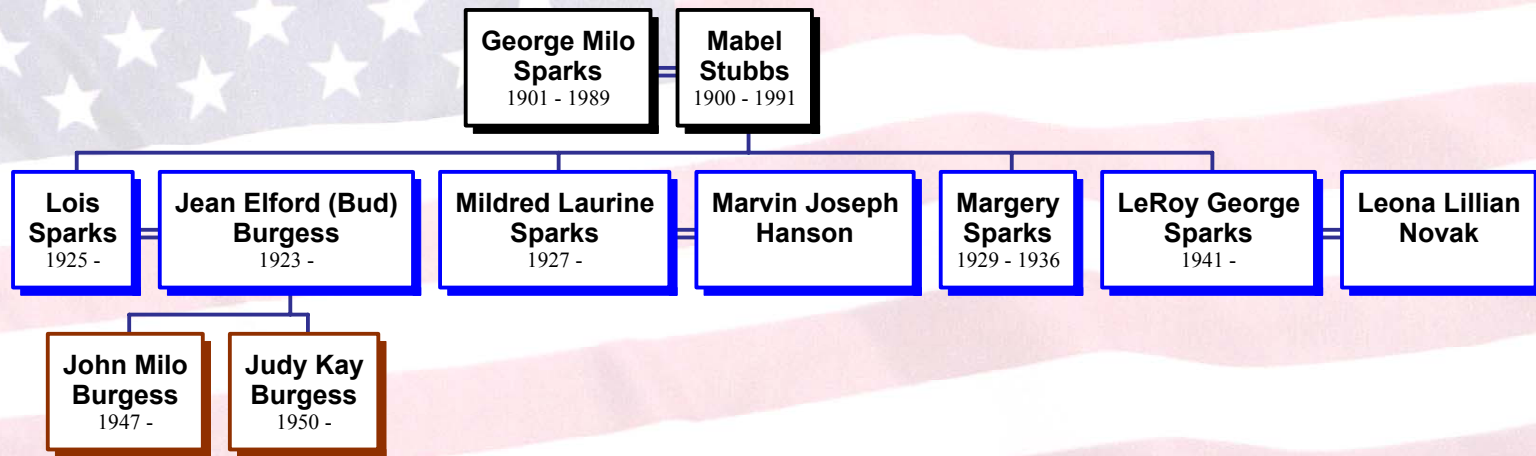 George Milo
Sparks
1901 - 1989
Mabel
Stubbs
1900 - 1991
Lois
Sparks
1925 -
Jean Elford (Bud)
Burgess
1923 -
Mildred Laurine
Sparks
1927 -
Marvin Joseph
Hanson
Margery
Sparks
1929 - 1936
LeRoy George
Sparks
1941 -
Leona Lillian
Novak
John Milo
Burgess
1947 -
Judy Kay
Burgess
1950 -